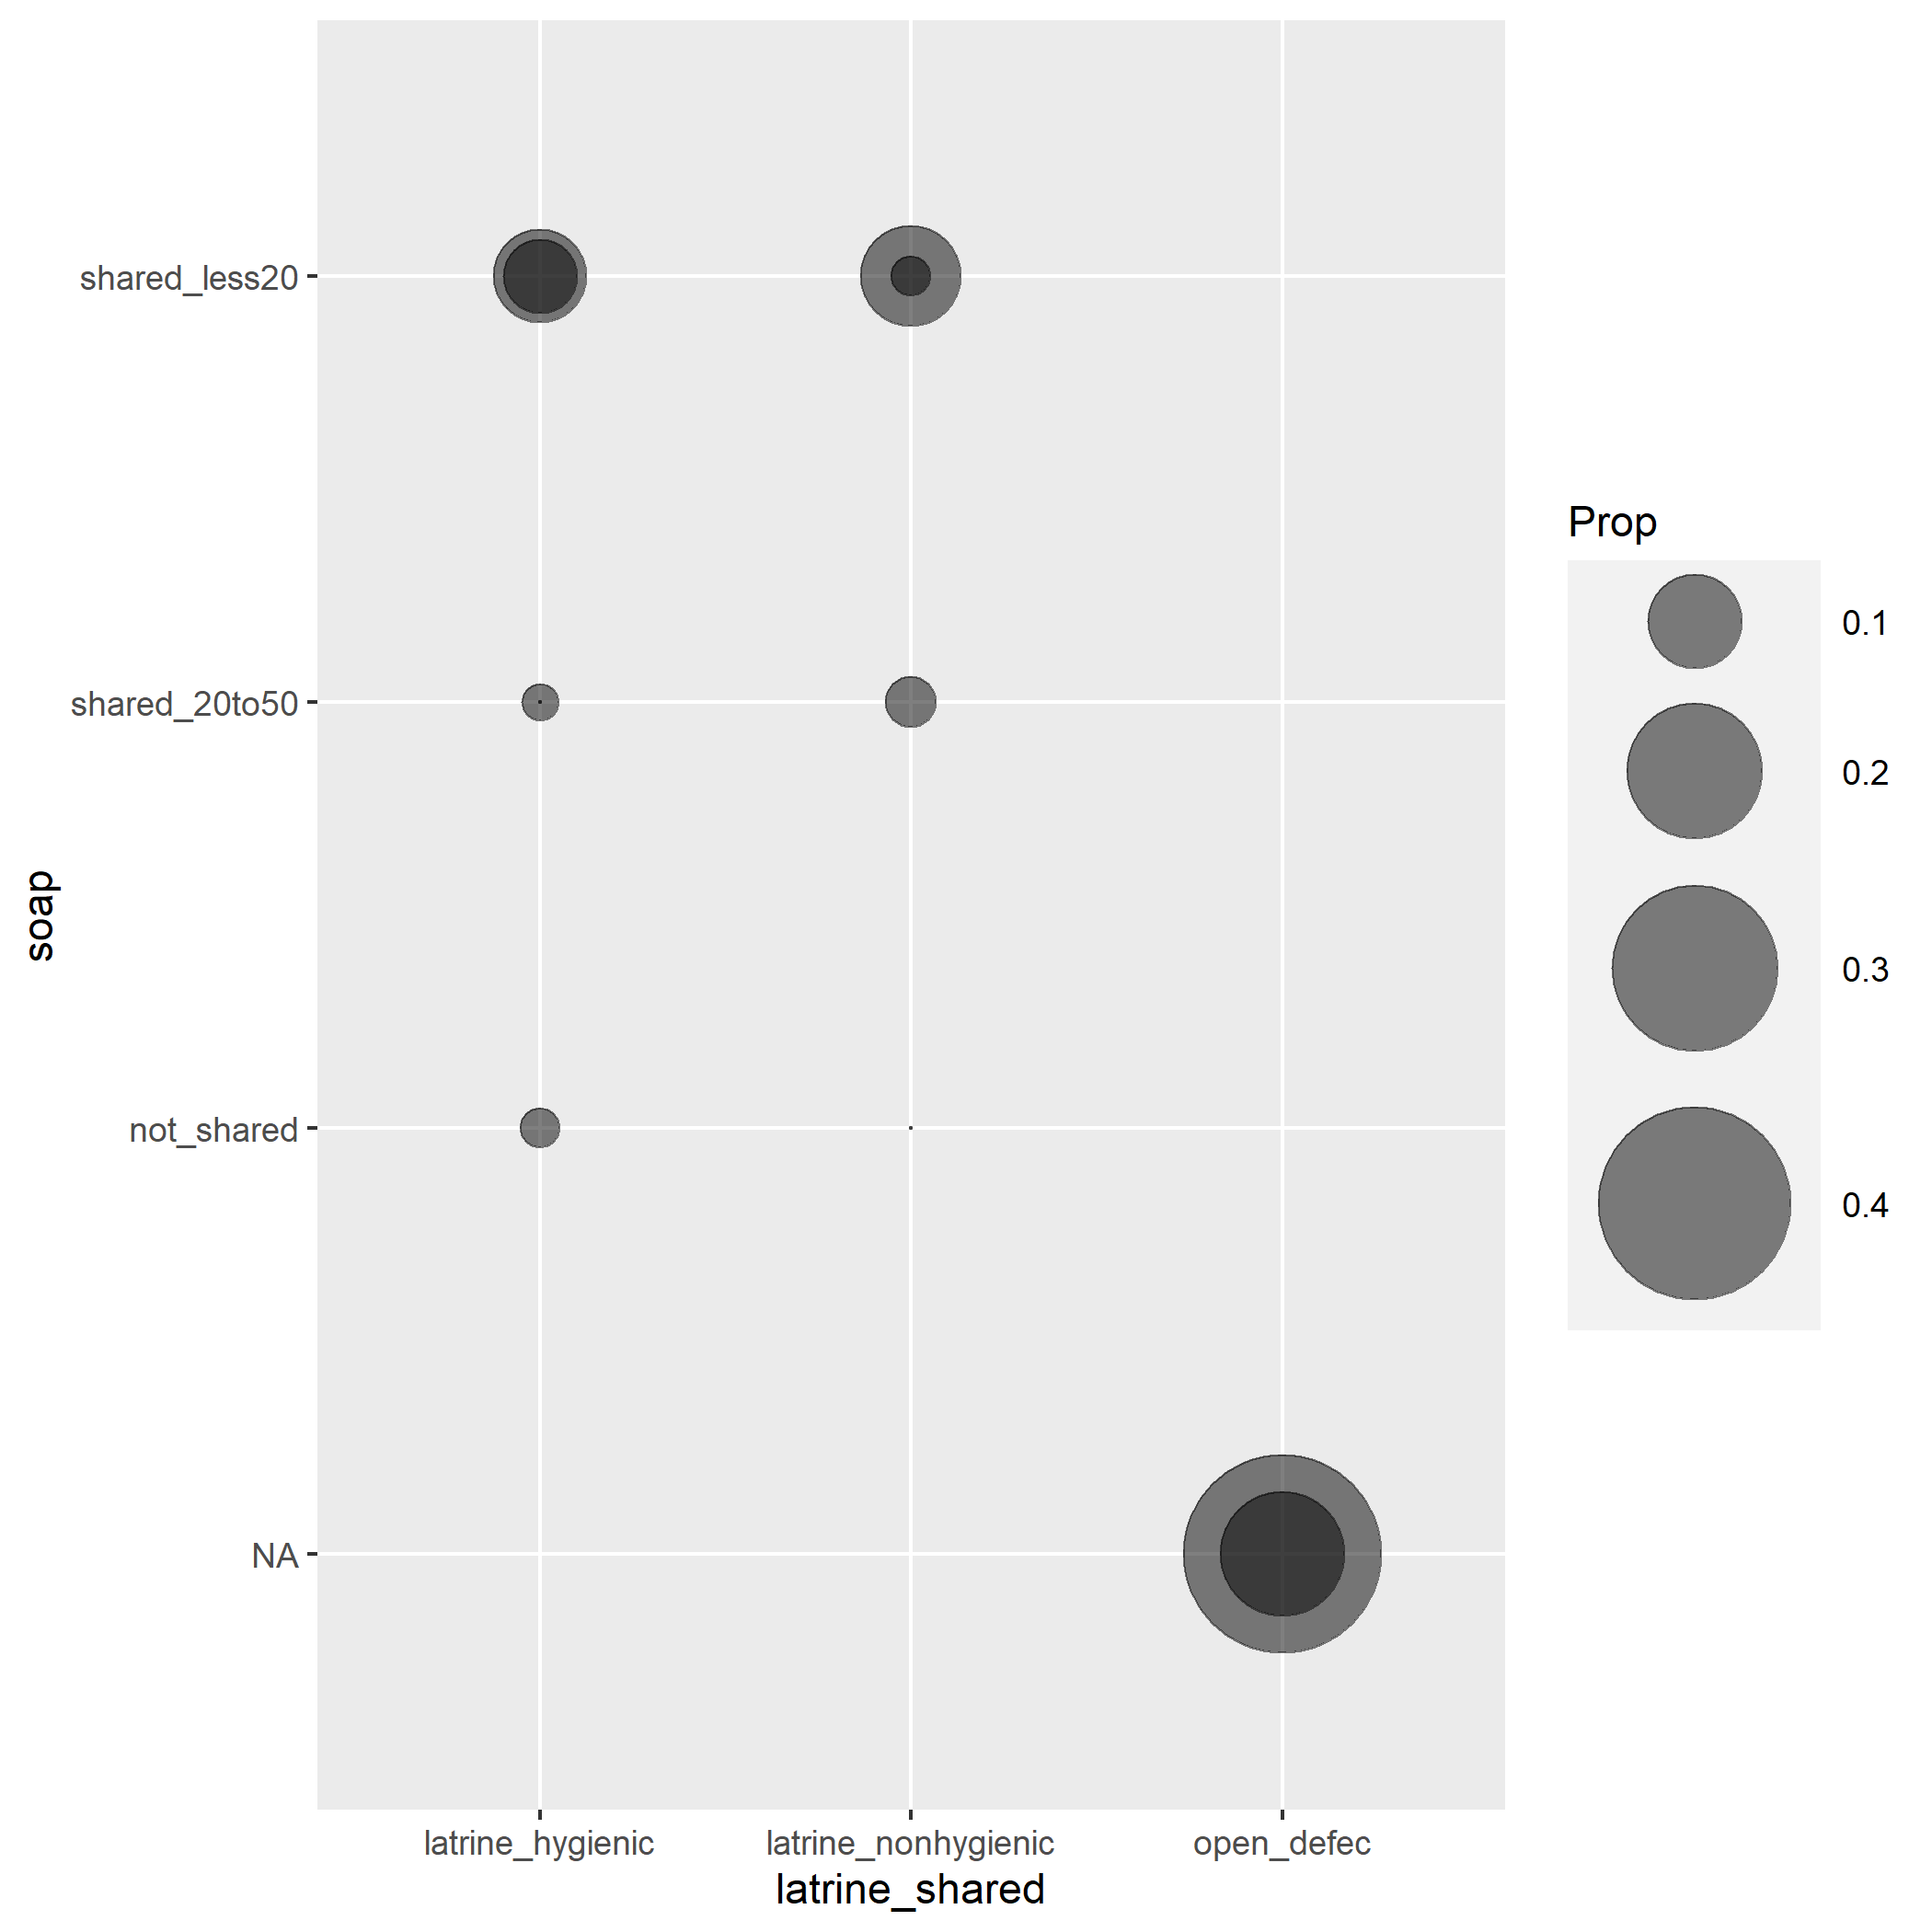 soap
shared_less20
shared_20to50
not_shared
NA
latrine_hygienic
latrine_nonhygienic
open_defec
latrine_shared
Prop
0.1
0.2
0.3
0.4